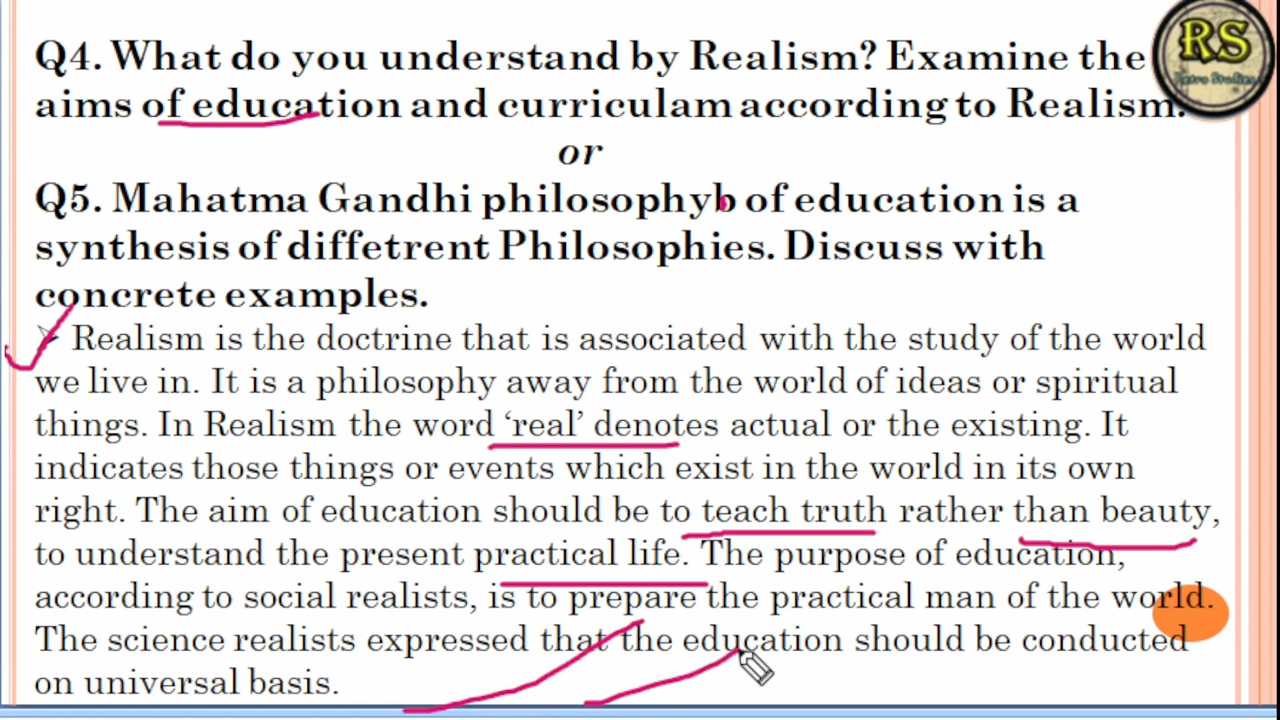 Q4. What do you understand by Realism? Examine the
aims of education and curriculam according to Realism.
or
Q5. Mahatma Gandhi philosophyb of education is a
synthesis of diffetrent Philosophies. Discuss with
concrete examples.
Realism is the doctrine that is associated with the study of the world
we live in. It is a philosophy away from the world of ideas or spiritual
things. In Realism the word ‘real’ denotes actual or the existing. It
indicates those things or events which exist in the world in its own
right. The aim of education should be to teach truth rather than beauty,
to understand the present practical life. The purpose of education,
according to social realists, is to prepare the practical man of the world.
The science realists expressed that the education should be conducted
on universal basis.
RS